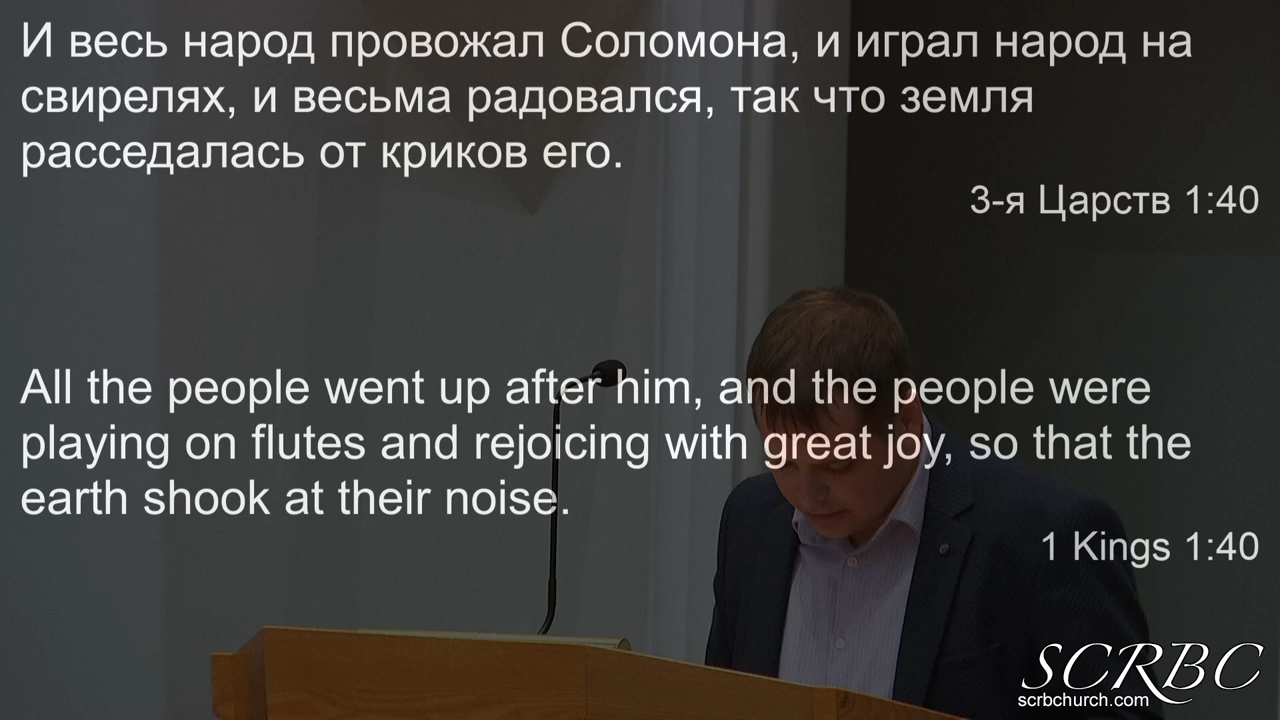 И весь народ провожал Соломона, и играл народ на
свирелях, и весьма радовался, так что земля
расседалась от криков его.
3-я Царств 1:40
All the people went up after him, and the people were
playing on flutes and rejoicing with great joy, so that the
earth shook at their noise.
1 Kings 1:40
SCRBC
scrbchurch.com